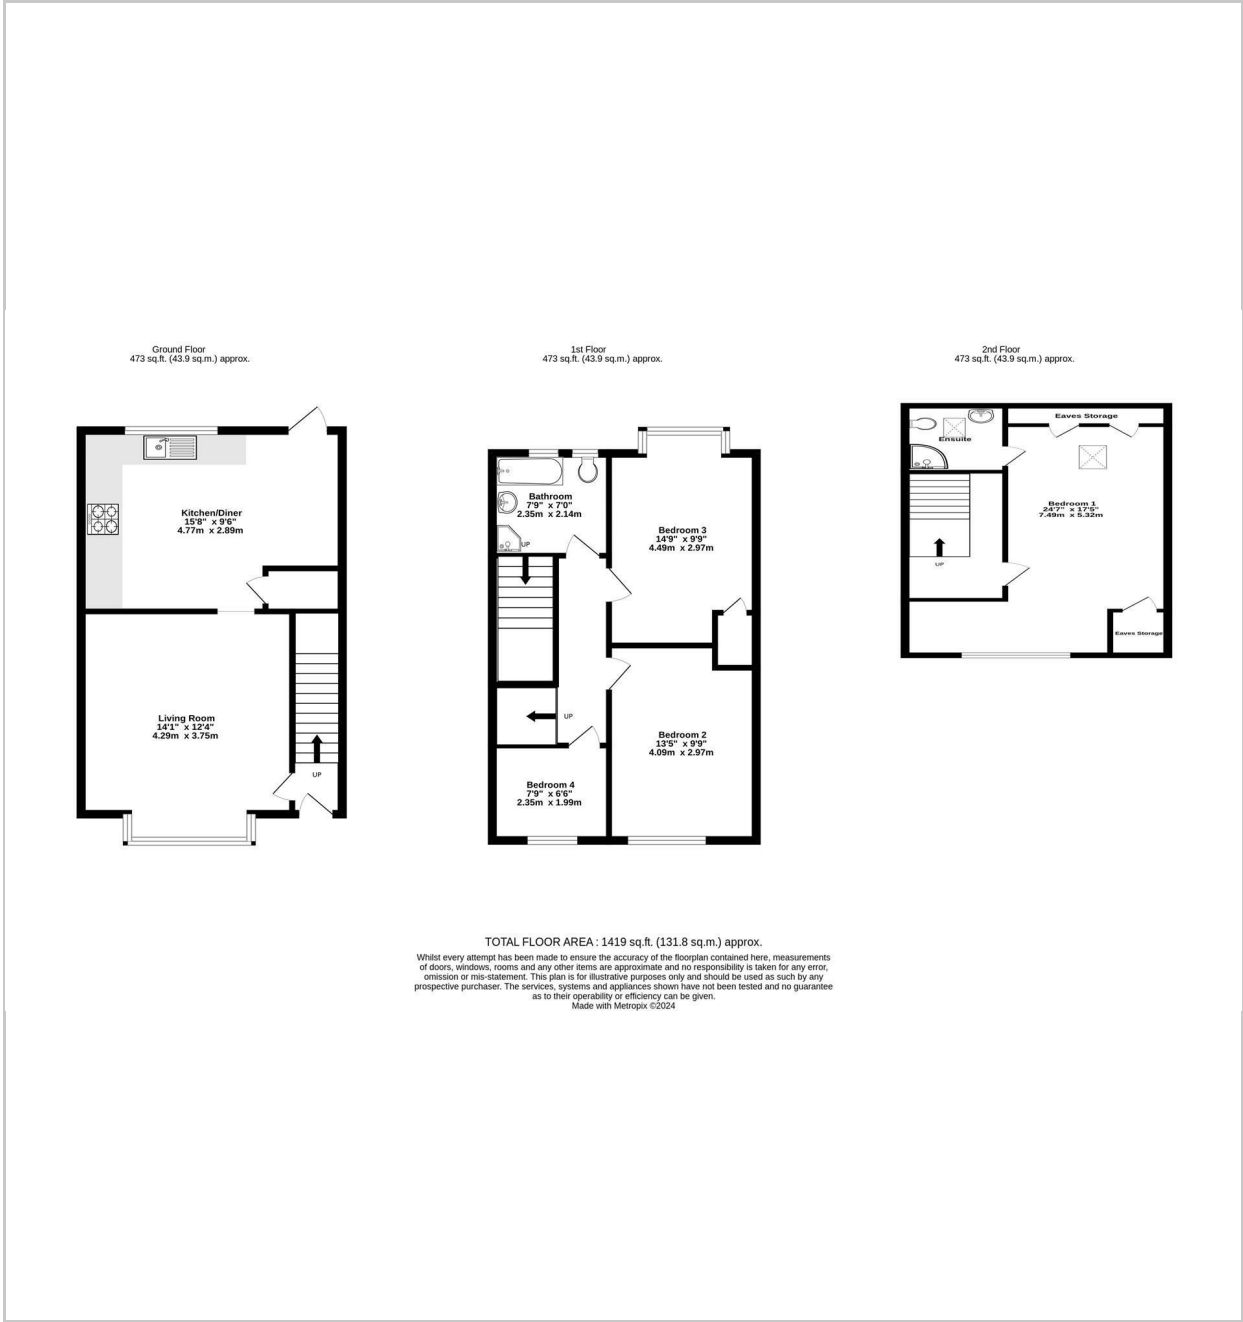 Ground Floor
473 sq.ft. (43.9 sq.m.) approx.
Kitchen/Diner
15'8" x 9'6"
4.77m x 2.89m
Living Room
14'1" x 12'4"
4.29m x 3.75m
UP
1st Floor
473 sq.ft. (43.9 sq.m.) approx.
Bathroom
7'9" x 7'0"
2.35m x 2.14m
UP
Bedroom 3
14'9" x 9'9"
4.49m x 2.97m
UP
Bedroom 2
13'5" x 9'9"
4.09m x 2.97m
Bedroom 4
7'9" x 6'6"
2.35m x 1.99m
2nd Floor
473 sq.ft. (43.9 sq.m.) approx.
Eaves Storage
Ensuite
Bedroom 1
24'7" x 17'5"
7.49m x 5.32m
UP
Eaves Storage
TOTAL FLOOR AREA : 1419 sq.ft. (131.8 sq.m.) approx.
Whilst every attempt has been made to ensure the accuracy of the floorplan contained here, measurements
of doors, windows, rooms and any other items are approximate and no responsibility is taken for any error,
omission or mis-statement. This plan is for illustrative purposes only and should be used as such by any
prospective purchaser. The services, systems and appliances shown have not been tested and no guarantee
as to their operability or efficiency can be given.
Made with Metropix ©2024